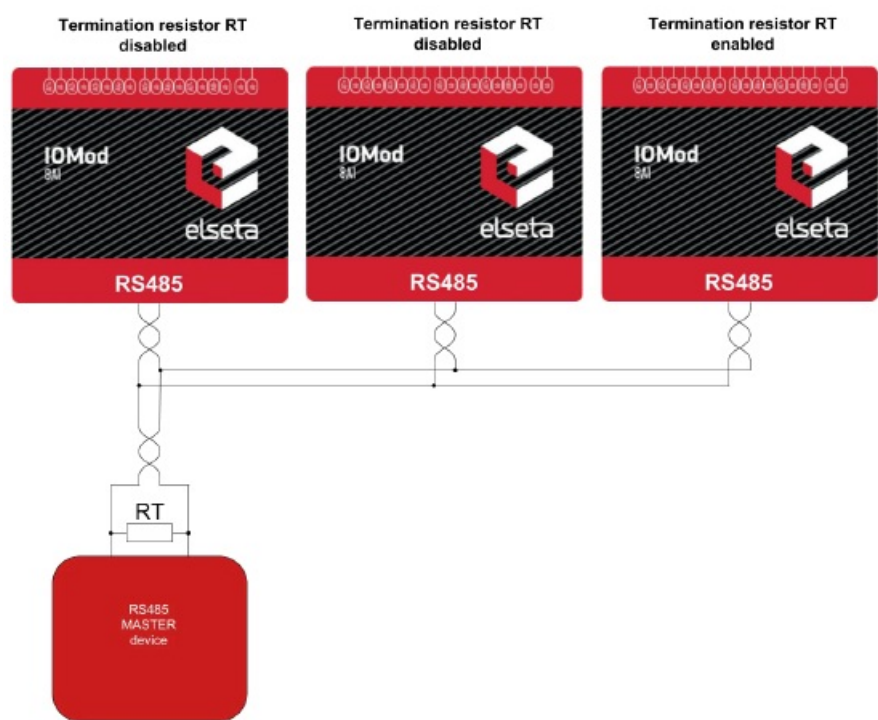 Termination resistor RT
disabled
Termination resistor RT
disabled
Termination resistor RT
enabled
IOMod
8AI
elseta
RS485
IOMod
8AI
elseta
RS485
IOMod
8AI
elseta
RS485
RT
RS485
MASTER
device